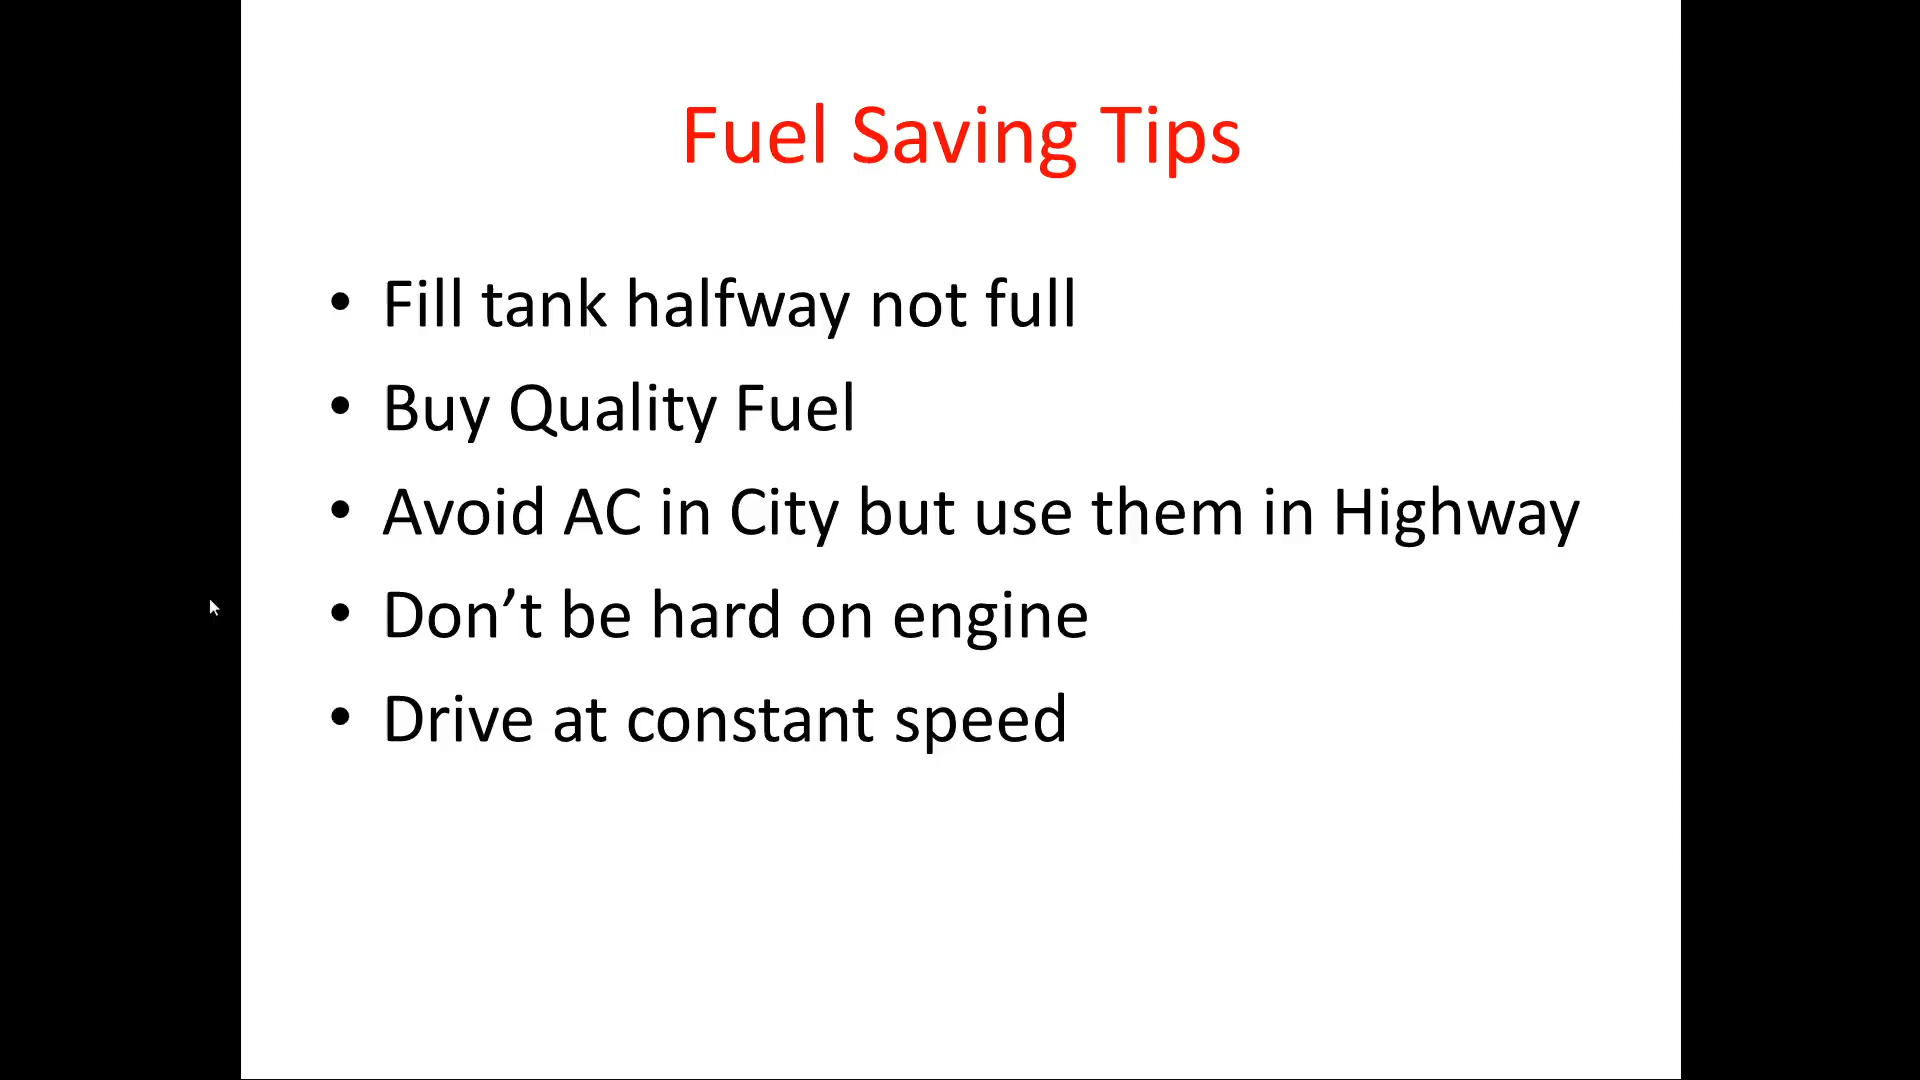 Fuel Saving Tips
• Fill tank halfway not full
• Buy Quality Fuel
• Avoid AC in City but use them in Highway
• Don’t be hard on engine
• Drive at constant speed